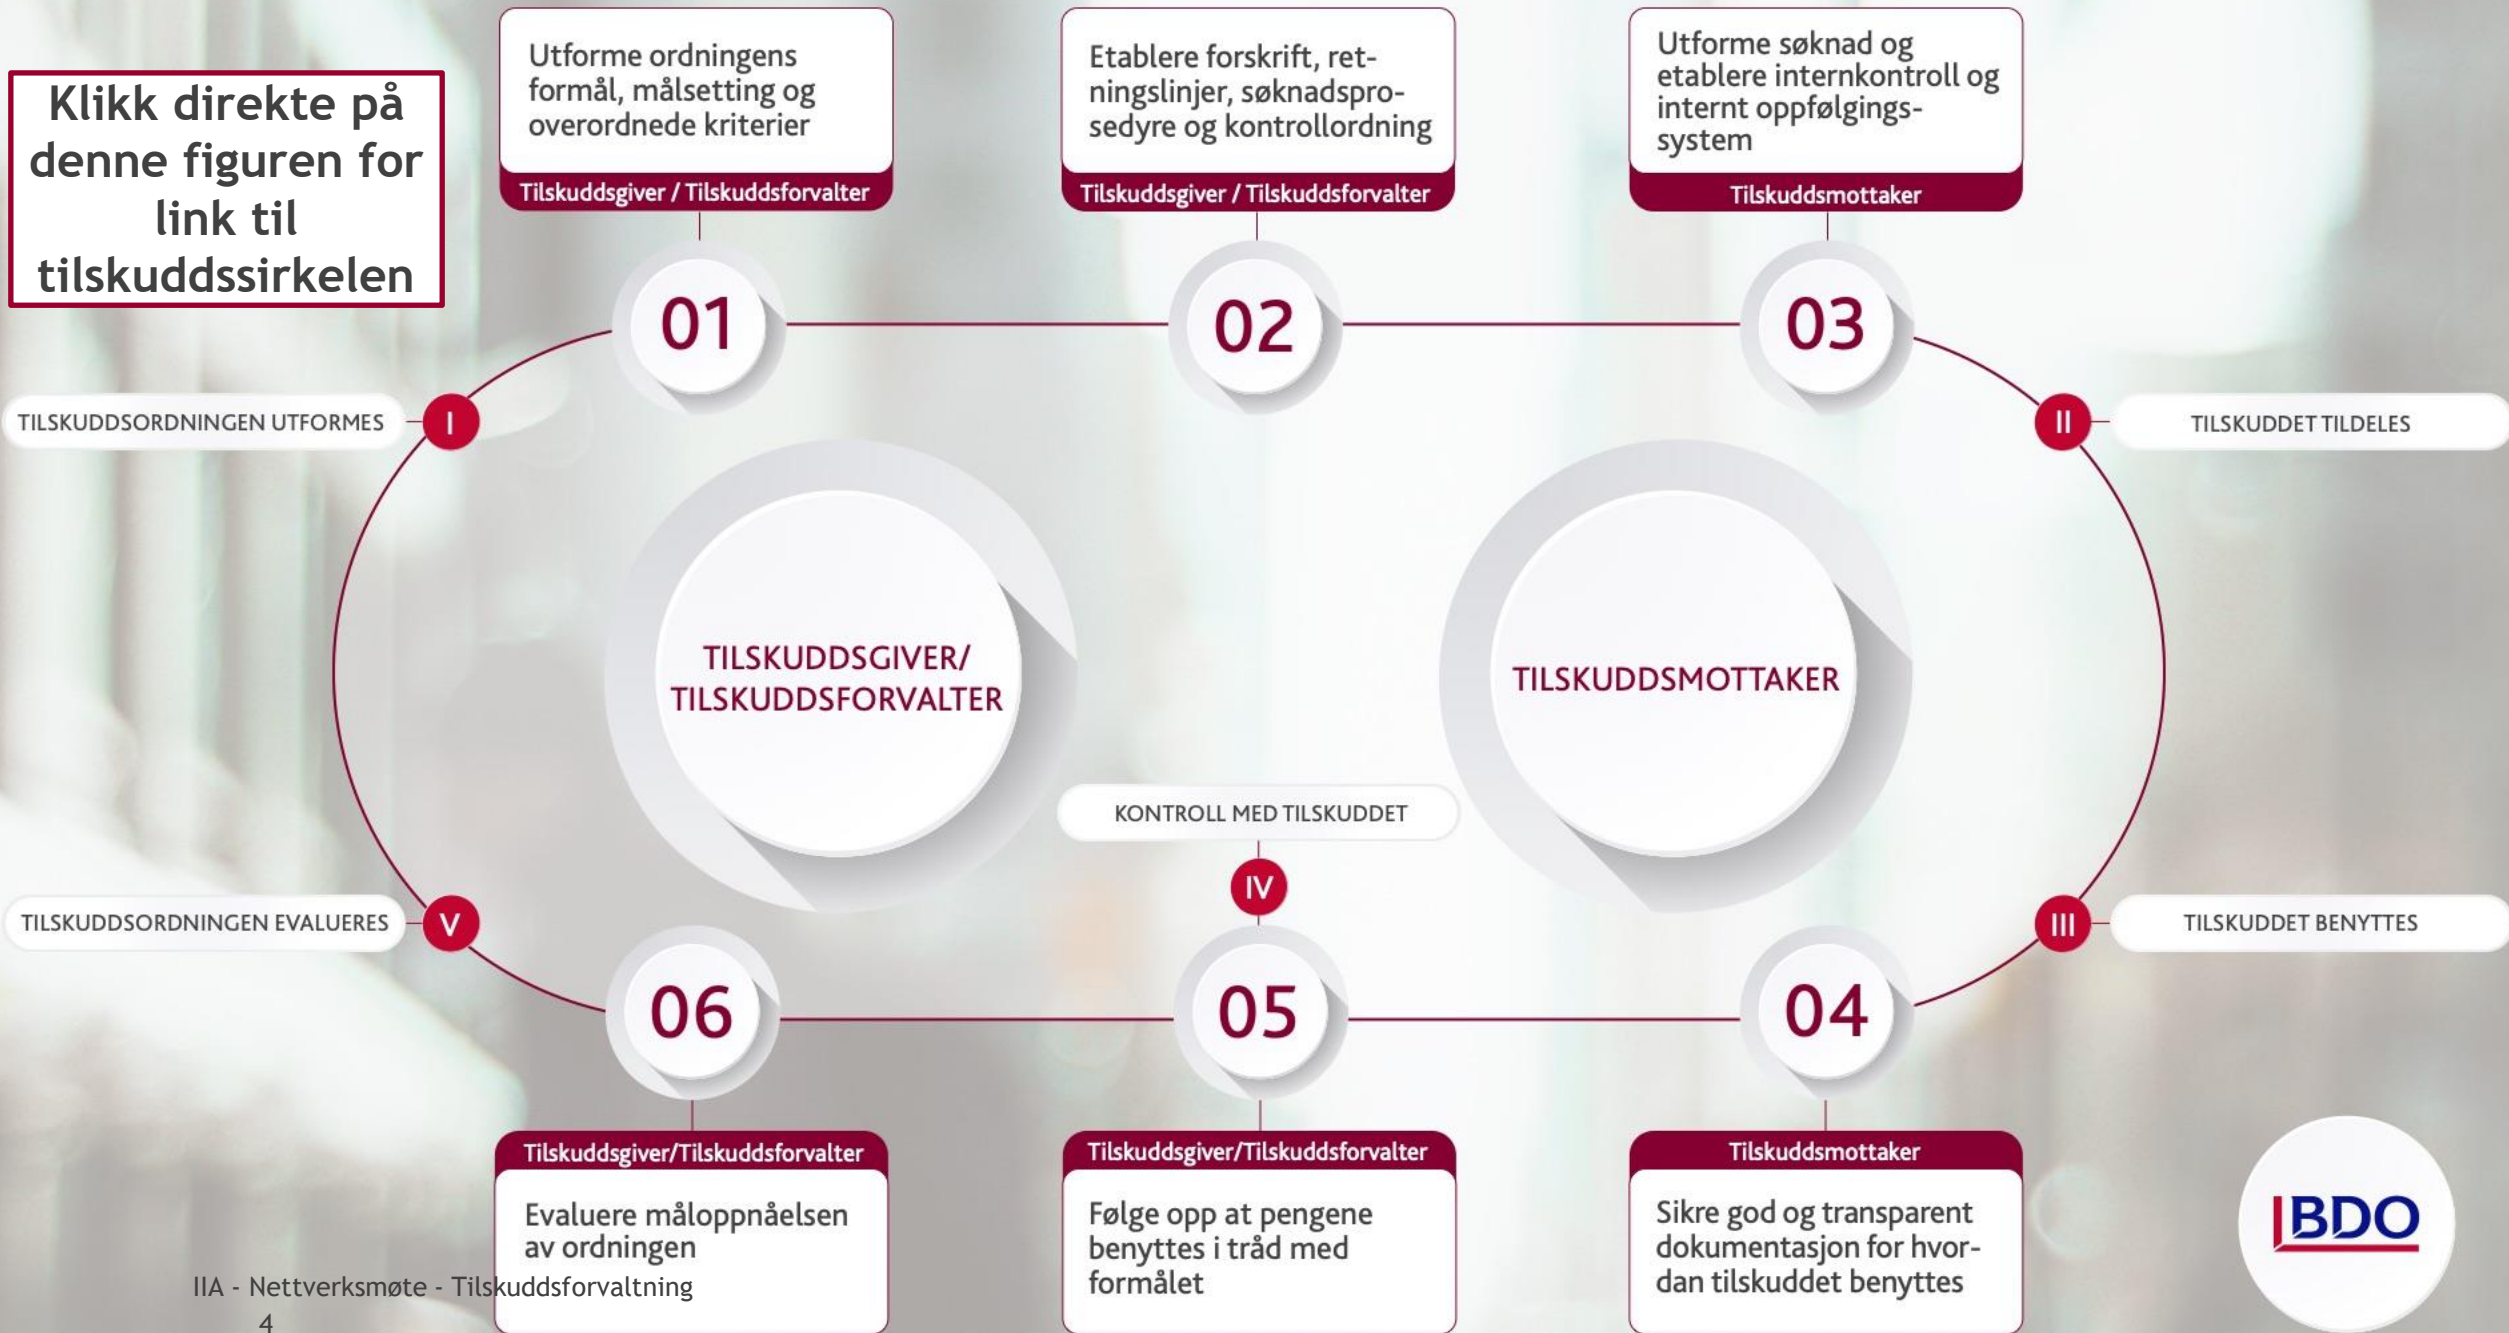 Klikk direkte på
denne figuren for
link til
tilskuddssirkelen
Utforme ordningens
formål, målsetting og
overordnede kriterier
Tilskuddsgiver / Tilskuddsforvalter
Etablere forskrift, ret-
ningslinjer, søknadspro-
sedyre og kontrollordning
Tilskuddsgiver / Tilskuddsforvalter
Utforme søknad og
etablere internkontroll og
internt oppfølgings-
system
Tilskuddsmottaker
01
02
03
TILSKUDDSORDNINGEN UTFORMES
I
II
TILSKUDDET TILDELES
TILSKUDDSGIVER/
TILSKUDDSFORVALTER
TILSKUDDSMOTTAKER
KONTROLL MED TILSKUDDET
IV
TILSKUDDSORDNINGEN EVALUERES
V
III
TILSKUDDET BENYTTES
06
05
04
Tilskuddsgiver/Tilskuddsforvalter
Evaluere måloppnåelsen
av ordningen
Tilskuddsgiver/Tilskuddsforvalter
Følge opp at pengene
benyttes i tråd med
formålet
Tilskuddsmottaker
Sikre god og transparent
dokumentasjon for hvor-
dan tilskuddet benyttes
BDO
IIA - Nettverksmøte - Tilskuddsforvaltning
4